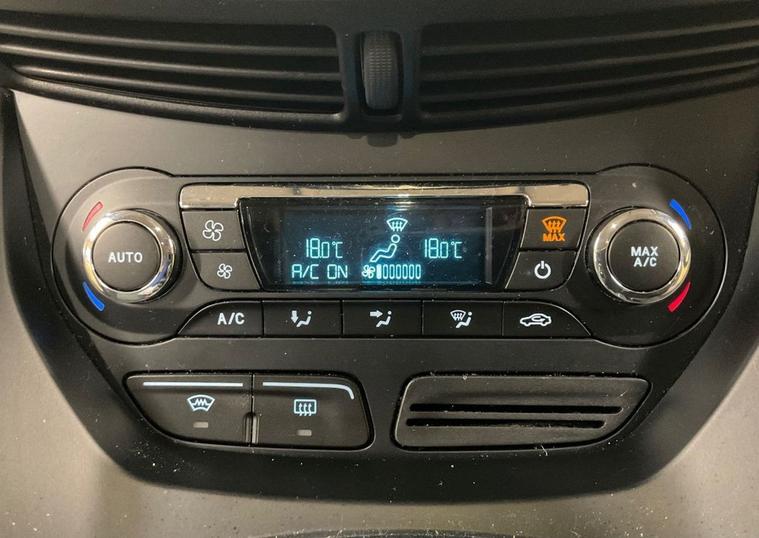 AUTO
18.0°C
18.0°C
A/C ON
MAX
MAX
A/C
A/C